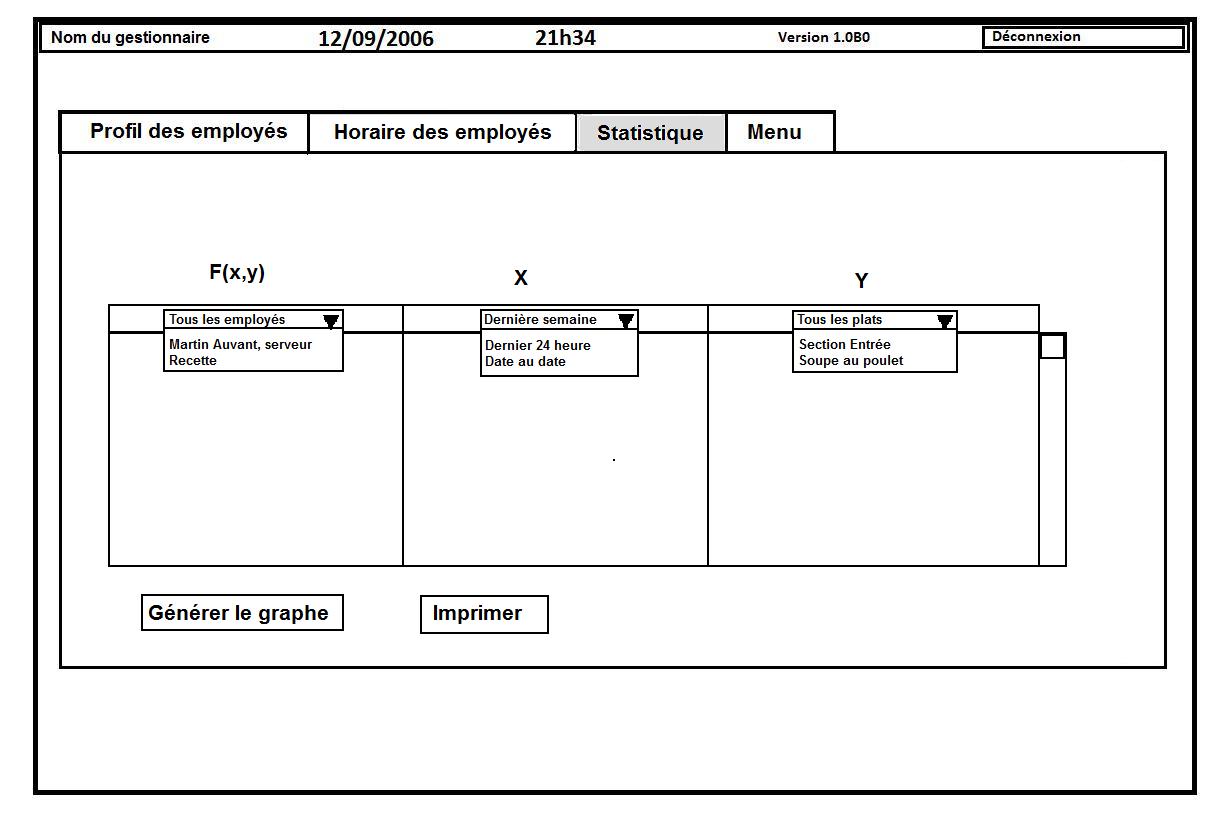 Nom du gestionnaire 12/09/2006 21h34 Version 1.0B0 Déconnexion
Profil des employés Horaire des employés Statistique Menu
F(x,y) X Y
Tous les employés Dernière semaine Tous les plats
Martin Auvant, serveur Dernier 24 heure Section Entrée
Recette Date au date Soupe au poulet
Générer le graphe Imprimer